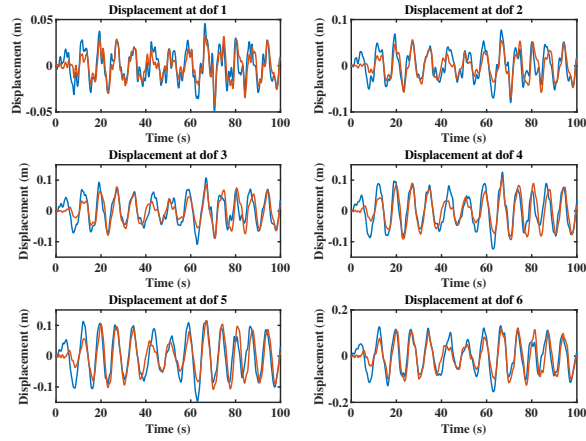 Displacement at dof 1
Displacement (m)
0.05
0
-0.05
0 20 40 60 80 100
Time (s)
Displacement at dof 2
Displacement (m)
0.1
0
-0.1
0 20 40 60 80 100
Time (s)
Displacement at dof 3
Displacement (m)
0.1
0
-0.1
0 20 40 60 80 100
Time (s)
Displacement at dof 4
Displacement (m)
0.1
0
-0.1
0 20 40 60 80 100
Time (s)
Displacement at dof 5
Displacement (m)
0.1
0
-0.1
0 20 40 60 80 100
Time (s)
Displacement at dof 6
Displacement (m)
0.2
0
-0.2
0 20 40 60 80 100
Time (s)